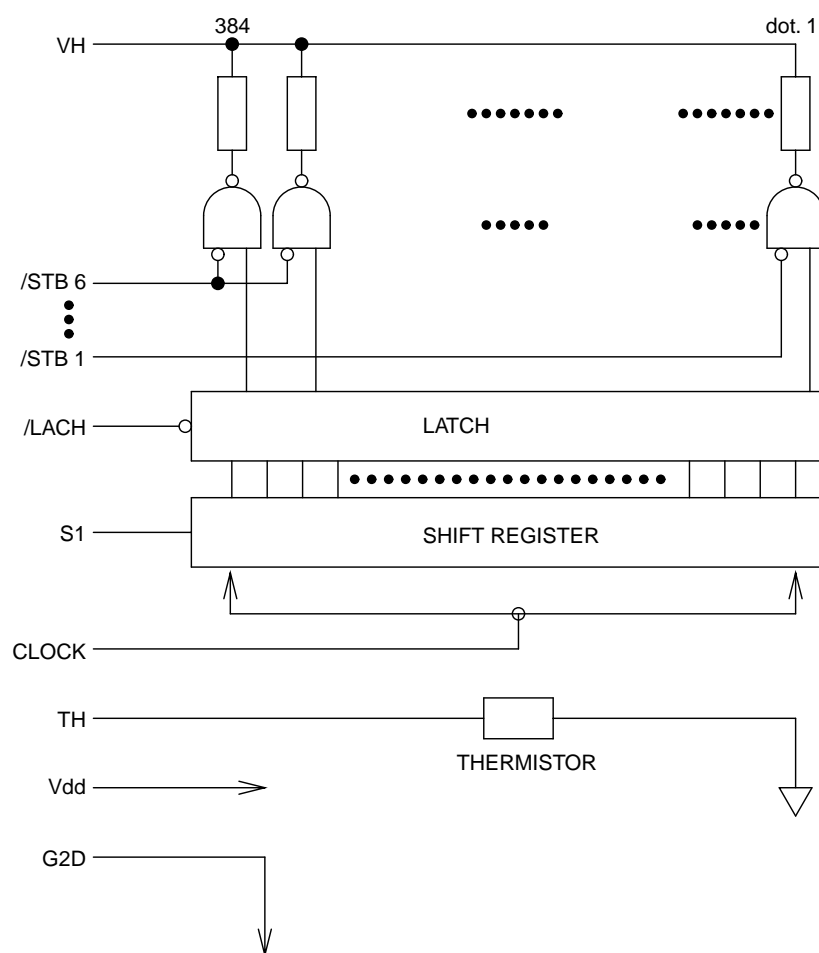 384
dot. 1
VH
/STB 6
/STB 1
/LACH
LATCH
S1
SHIFT REGISTER
CLOCK
TH
THERMISTOR
Vdd
G2D